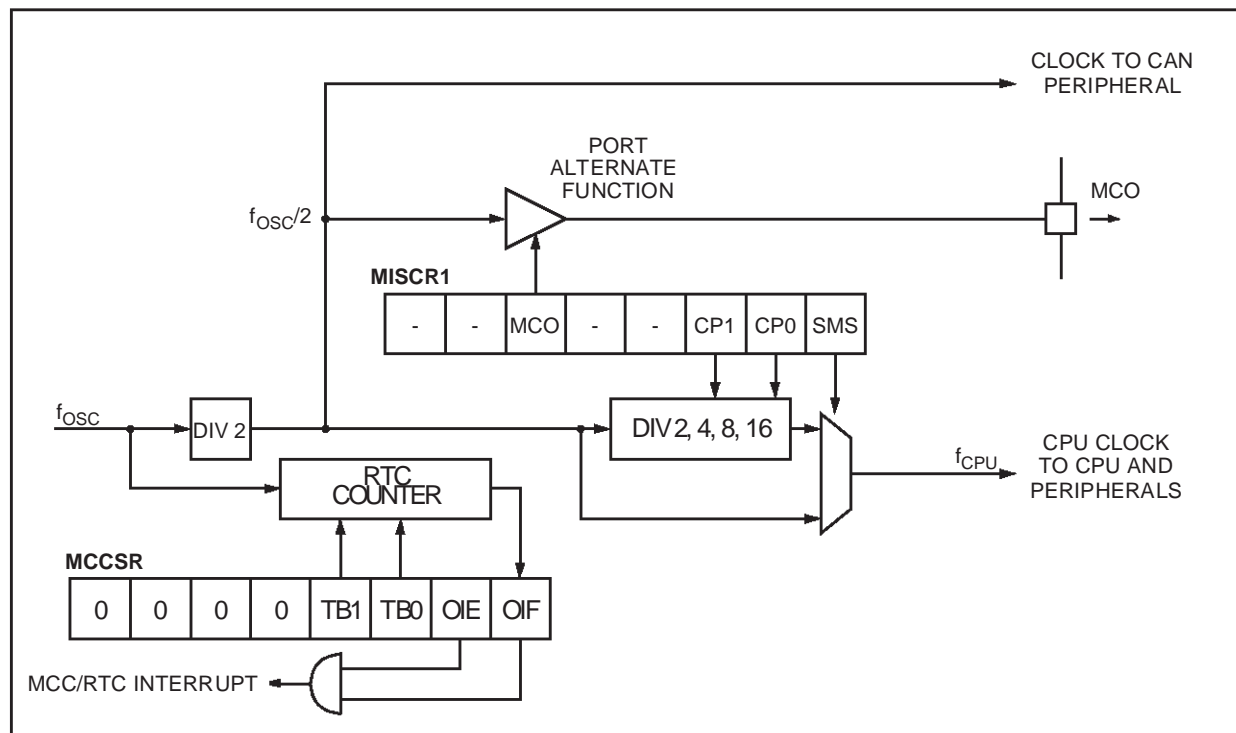 CLOCK TO CAN
PERIPHERAL
PORT
ALTERNATE
FUNCTION
MCO
fOSC/2
MISCR1
- - MCO - - CP1 CP0 SMS
fOSC
DIV 2
DIV 2, 4, 8, 16
fCPU
CPU CLOCK
TO CPU AND
PERIPHERALS
RTC
COUNTER
MCCSR
0 0 0 0 TB1 TB0 OIE OIF
MCC/RTC INTERRUPT